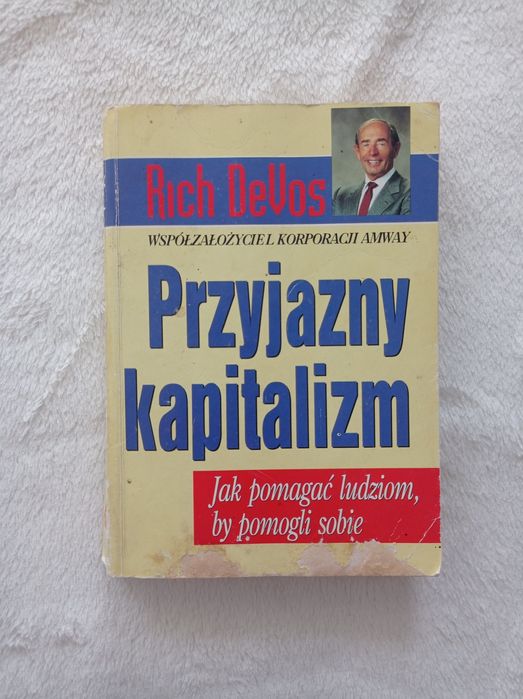 Rich DeVos
WSPÓŁZAŁOŻYCIEL KORPORACJI AMWAY
Przyjazny
kapitalizm
Jak pomagać ludziom,
by pomogli sobie